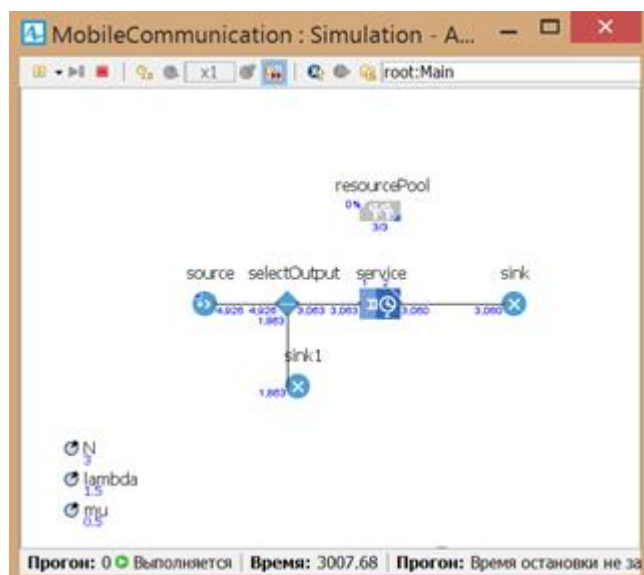 MobileCommunication : Simulation - A...
x1 root:Main
resourcePool
0%
3/3
source selectOutput service sink
4,926 4,926 3,063 3,063 3,060 3,060
1,863
sink1
1,863
N
3
lambda
1.5
mu
0.5
Прогон: 0 Выполняется Время: 3007.68 Прогон: Время остановки не за